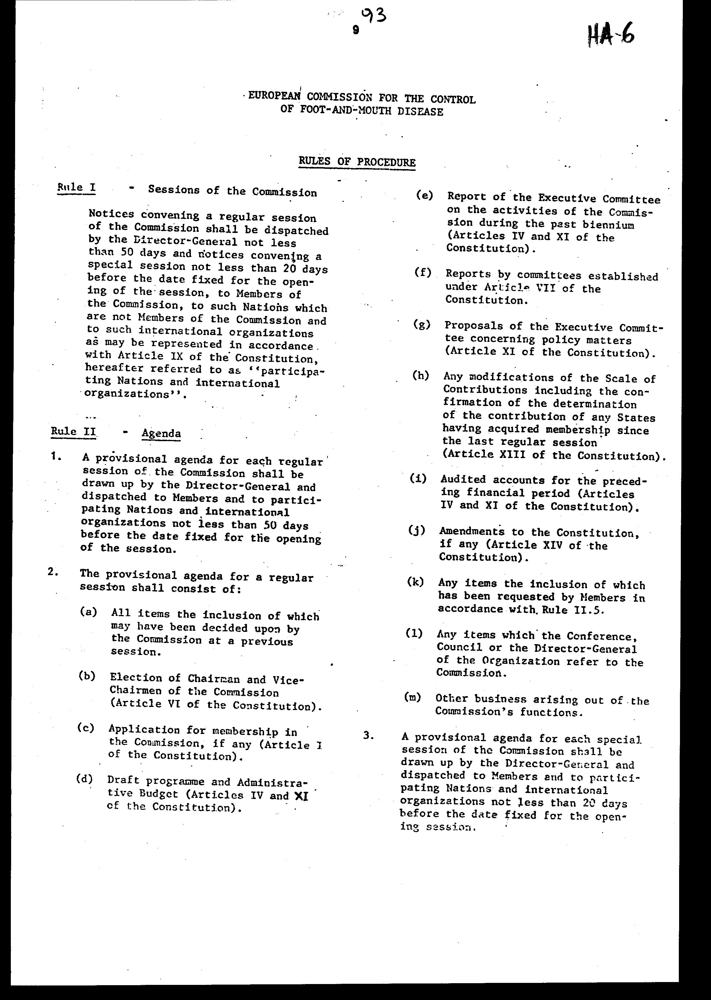 93
9
HA-6
EUROPEAN COMMISSION FOR THE CONTROL
OF FOOT-AND-MOUTH DISEASE
RULES OF PROCEDURE
Rule I - Sessions of the Commission
Notices convening a regular session
of the Commission shall be dispatched
by the Director-General not less
than 50 days and notices convening a
special session not less than 20 days
before the date fixed for the open-
ing of the session, to Members of
the Commission, to such Nations which
are not Members of the Commission and
to such international organizations
as may be represented in accordance
with Article IX of the Constitution,
hereafter referred to as ‘‘participa-
ting Nations and international
organizations’’.
...
Rule II - Agenda
1. A provisional agenda for each regular
session of the Commission shall be
drawn up by the Director-General and
dispatched to Members and to partici-
pating Nations and international
organizations not less than 50 days
before the date fixed for the opening
of the session.
2. The provisional agenda for a regular
session shall consist of:
(a) All items the inclusion of which
may have been decided upon by
the Commission at a previous
session.
(b) Election of Chairman and Vice-
Chairmen of the Commission
(Article VI of the Constitution).
(c) Application for membership in
the Commission, if any (Article I
of the Constitution).
(d) Draft programme and Administra-
tive Budget (Articles IV and XI
of the Constitution).
(e) Report of the Executive Committee
on the activities of the Commis-
sion during the past biennium
(Articles IV and XI of the
Constitution).
(f) Reports by committees established
under Article VII of the
Constitution.
(g) Proposals of the Executive Commit-
tee concerning policy matters
(Article XI of the Constitution).
(h) Any modifications of the Scale of
Contributions including the con-
firmation of the determination
of the contribution of any States
having acquired membership since
the last regular session
(Article XIII of the Constitution).
(i) Audited accounts for the preced-
ing financial period (Articles
IV and XI of the Constitution).
(j) Amendments to the Constitution,
if any (Article XIV of the
Constitution).
(k) Any items the inclusion of which
has been requested by Members in
accordance with Rule II.5.
(l) Any items which the Conference,
Council or the Director-General
of the Organization refer to the
Commission.
(m) Other business arising out of the
Commission's functions.
3. A provisional agenda for each special
session of the Commission shall be
drawn up by the Director-General and
dispatched to Members and to partici-
pating Nations and international
organizations not less than 20 days
before the date fixed for the open-
ing session.